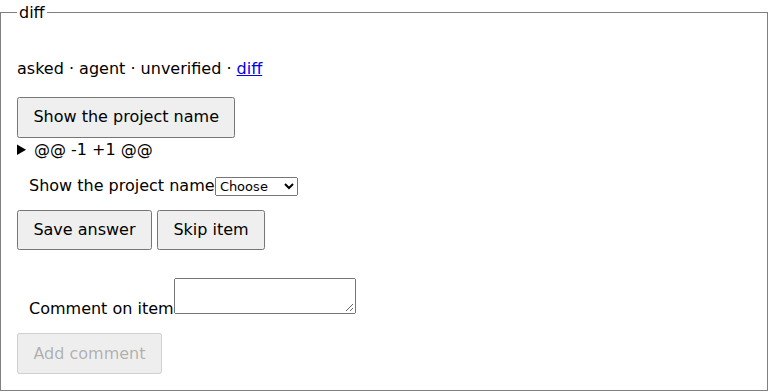 diff
asked · agent · unverified · diff
Show the project name
@@ -1 +1 @@
Show the project name Choose
Save answer Skip item
Comment on item
Add comment